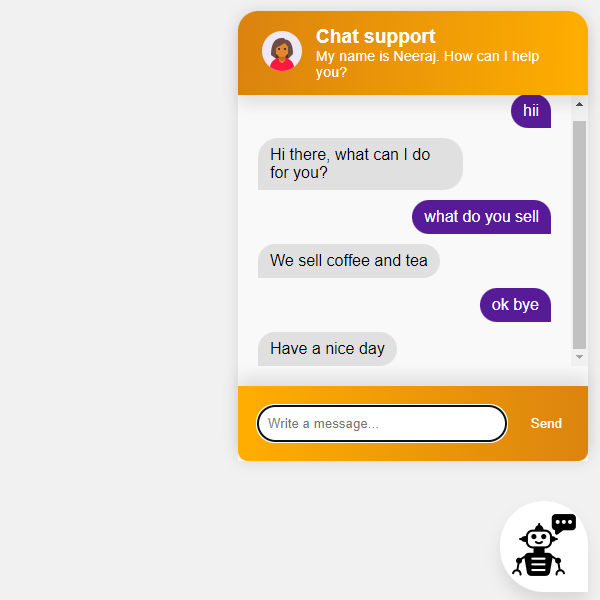 Chat support
My name is Neeraj. How can I help
you?
hii
Hi there, what can I do
for you?
what do you sell
We sell coffee and tea
ok bye
Have a nice day
Write a message...
Send